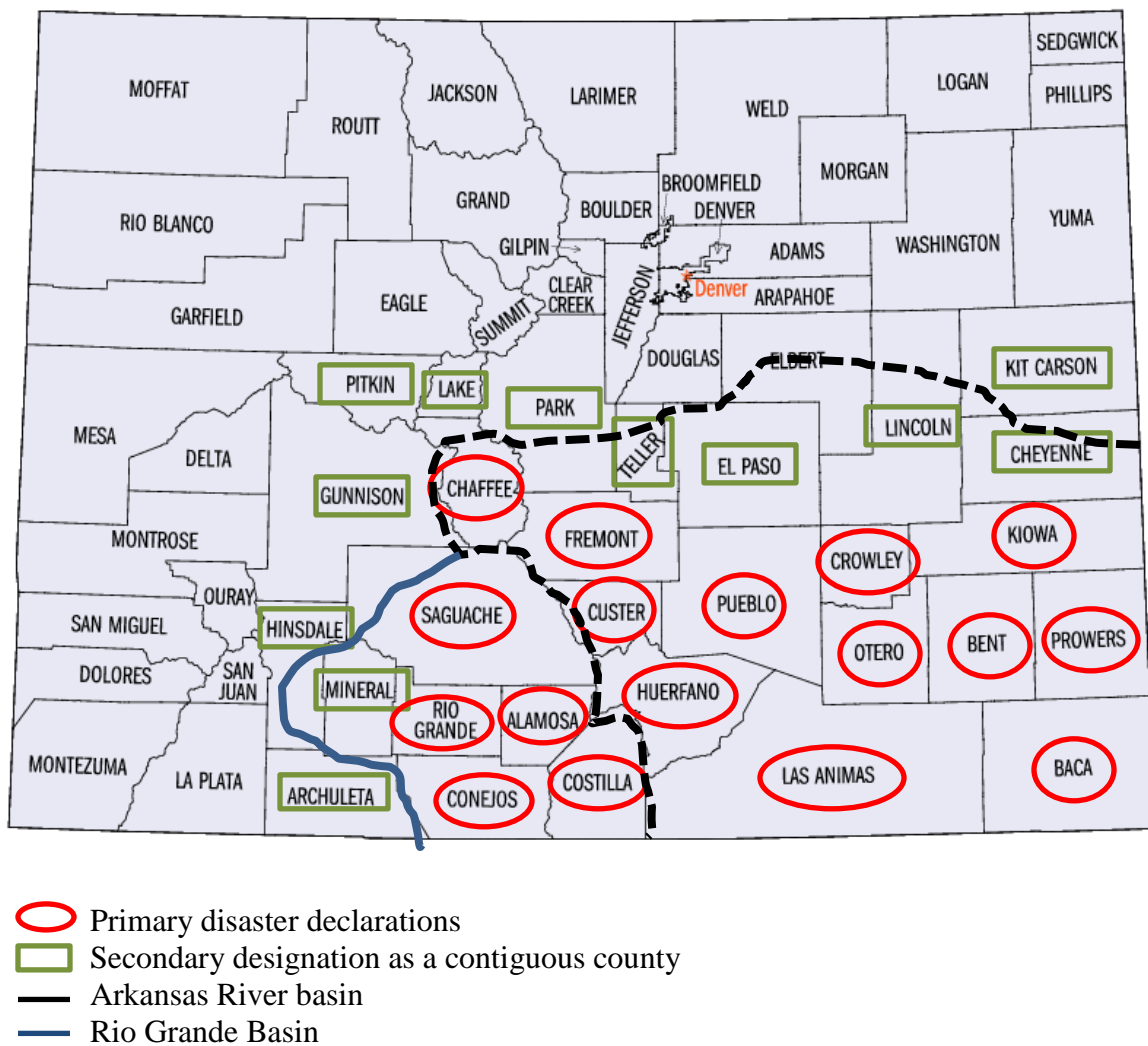 SEDGWICK
LOGAN
MOFFAT
JACKSON
LARIMER
PHILLIPS
WELD
ROUTT
MORGAN
BROOMFIELD
GRAND
BOULDER
DENVER
YUMA
RIO BLANCO
GILPIN
WASHINGTON
ADAMS
CLEAR
CREEK
Denver
ARAPAHOE
EAGLE
SUMMIT
JEFFERSON
GARFIELD
DOUGLAS
ELBERT
KIT CARSON
PITKIN
LAKE
PARK
LINCOLN
MESA
CHEYENNE
DELTA
TELLER
EL PASO
GUNNISON
CHAFFEE
FREMONT
KIOWA
MONTROSE
CROWLEY
OURAY
SAGUACHE
CUSTER
PUEBLO
SAN MIGUEL
HINSDALE
OTERO
BENT
PROWERS
DOLORES
SAN
JUAN
MINERAL
HUERFANO
RIO
GRANDE
ALAMOSA
MONTEZUMA
LA PLATA
COSTILLA
LAS ANIMAS
BACA
ARCHULETA
CONEJOS
Primary disaster declarations
Secondary designation as a contiguous county
Arkansas River basin
Rio Grande Basin